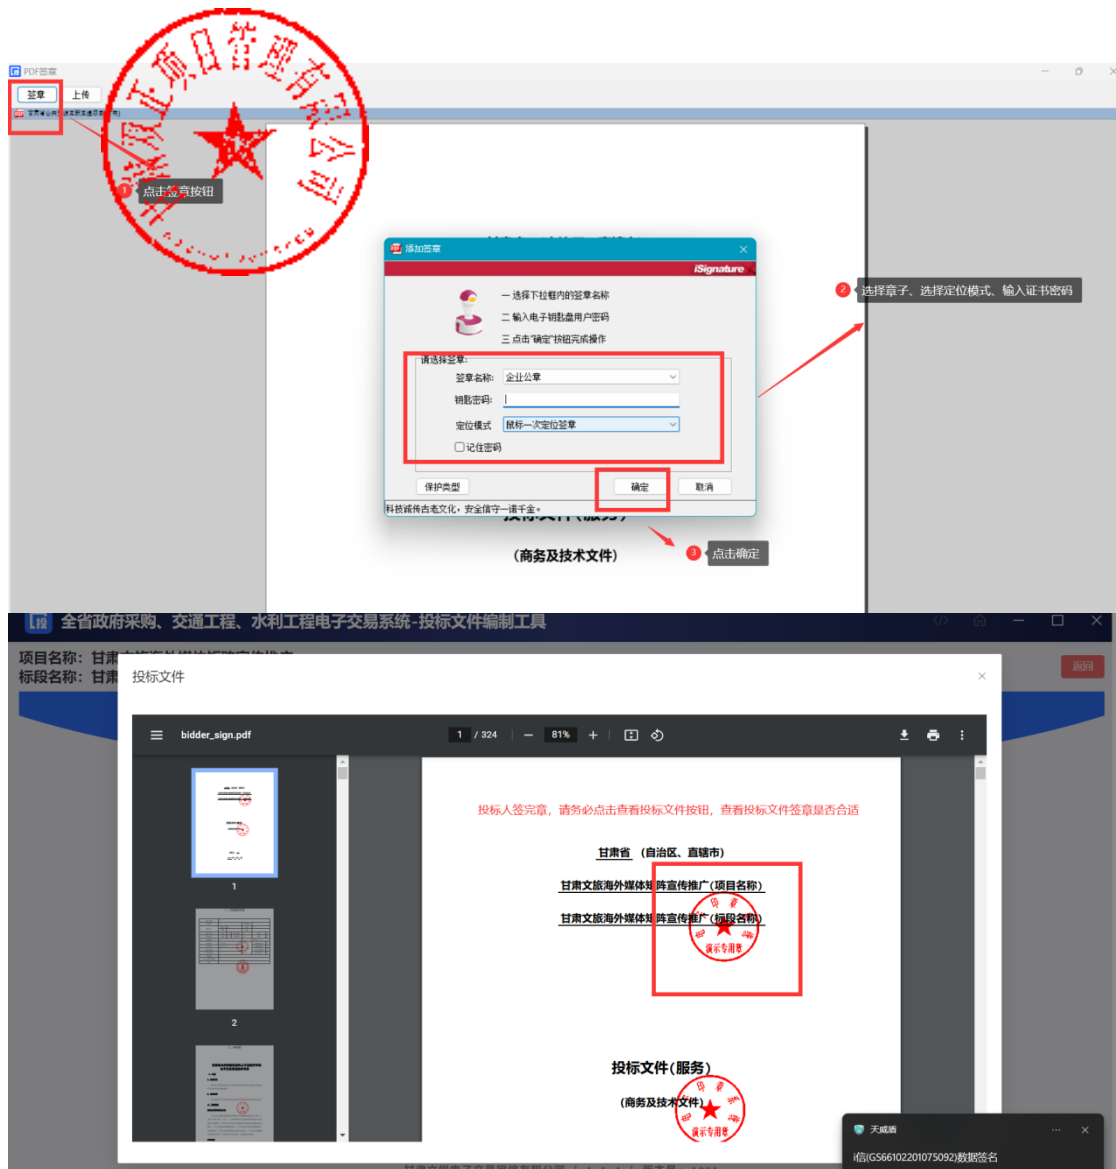 PDF签章
签章
上传
1 点击签章按钮
添加签章
iSignature
一 选择下拉框内的签章名称
二 输入电子钥匙盘用户密码
三 点击"确定"按钮完成操作
请选择签章:
签章名称: 企业公章
钥匙密码:
定位模式 鼠标一次定位签章
记住密码
保护类型
确定
取消
科技诚传古老文化，安全信守一诺千金。
2 选择章子、选择定位模式、输入证书密码
3 点击确定
(商务及技术文件)
全省政府采购、交通工程、水利工程电子交易系统-投标文件编制工具
项目名称：甘肃
标段名称：甘肃
返回
投标文件
bidder_sign.pdf
1 / 324
81%
投标人签完章，请务必点击查看投标文件按钮，查看投标文件签章是否合适
甘肃省 (自治区、直辖市)
甘肃文旅海外媒体矩阵宣传推广(项目名称)
甘肃文旅海外媒体矩阵宣传推广(标段名称)
演示专用章
投标文件(服务)
(商务及技术文件)
演示专用章
1
2
天威盾
i信(GS66102201075092)数据签名